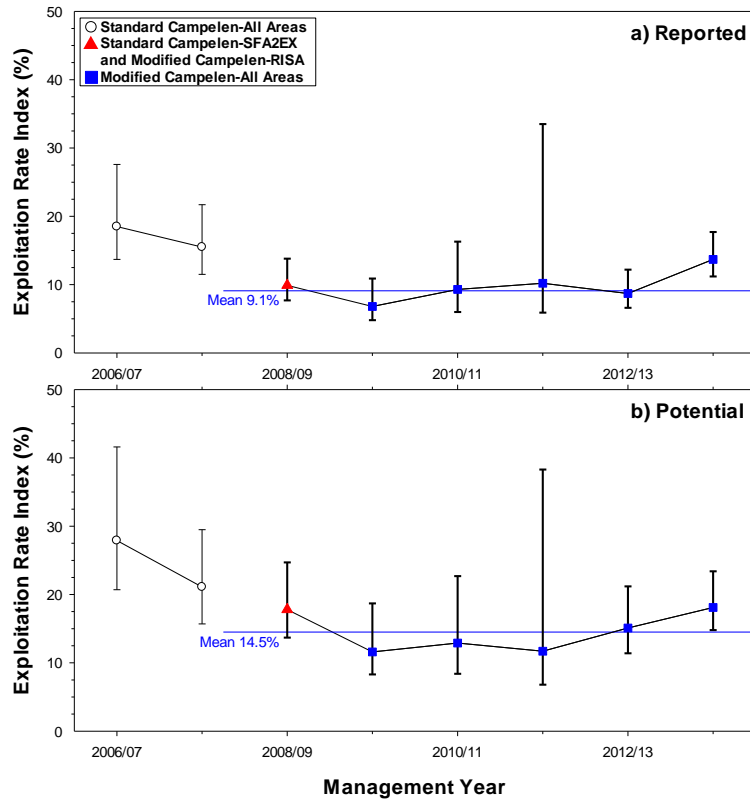 50
40
30
20
10
0
Exploitation Rate Index (%)
Standard Campelen-All Areas
Standard Campelen-SFA2EX
and Modified Campelen-RISA
Modified Campelen-All Areas
a) Reported
Mean 9.1%
2006/07 2008/09 2010/11 2012/13
50
40
30
20
10
0
Exploitation Rate Index (%)
b) Potential
Mean 14.5%
2006/07 2008/09 2010/11 2012/13
Management Year